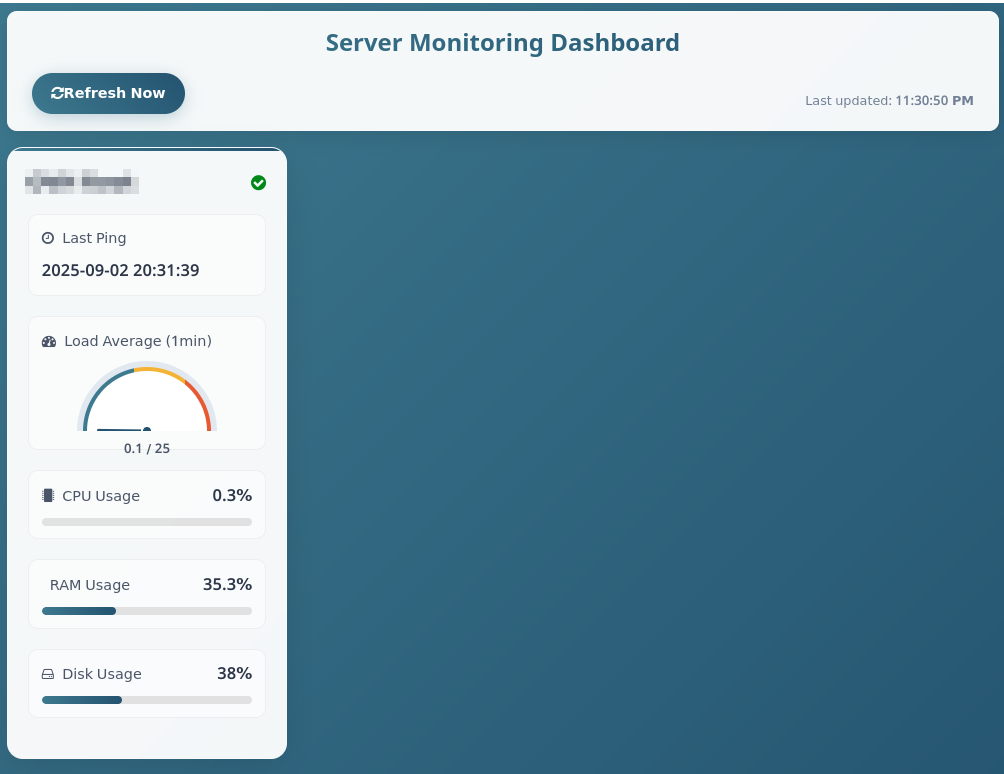 Server Monitoring Dashboard
Refresh Now
Last updated: 11:30:50 PM
Last Ping
2025-09-02 20:31:39
Load Average (1min)
0.1 / 25
CPU Usage 0.3%
RAM Usage 35.3%
Disk Usage 38%